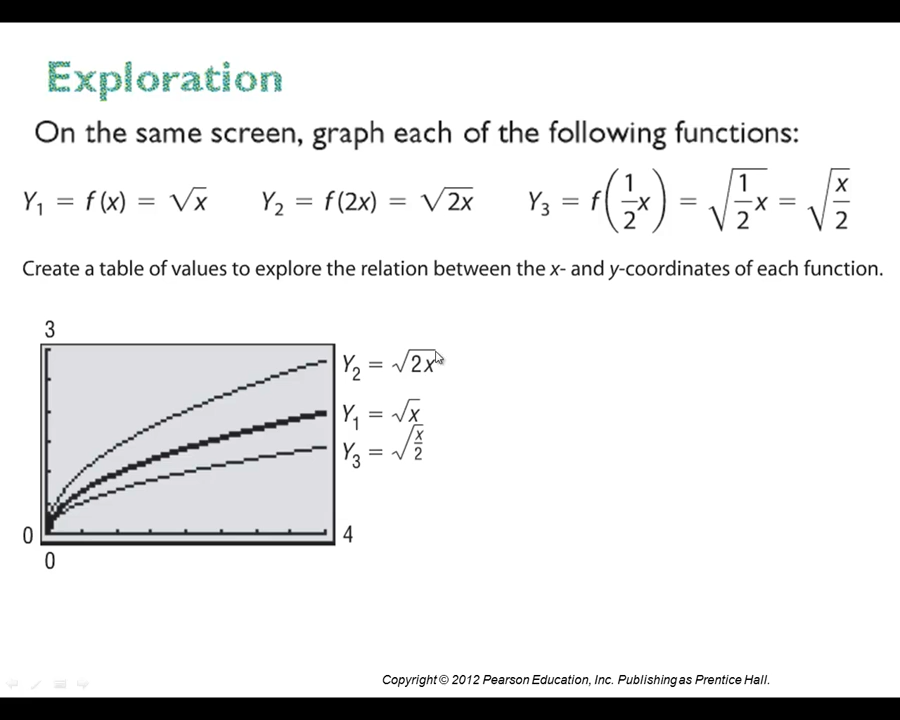 Exploration
On the same screen, graph each of the following functions:
Y₁ = f(x) = √x Y₂ = f(2x) = √2x Y₃ = f(1/2 x) = √(1/2 x) = √(x/2)
Create a table of values to explore the relation between the x- and y-coordinates of each function.
3
Y₂ = √2x
Y₁ = √x
Y₃ = √(x/2)
0 4
0
Copyright © 2012 Pearson Education, Inc. Publishing as Prentice Hall.